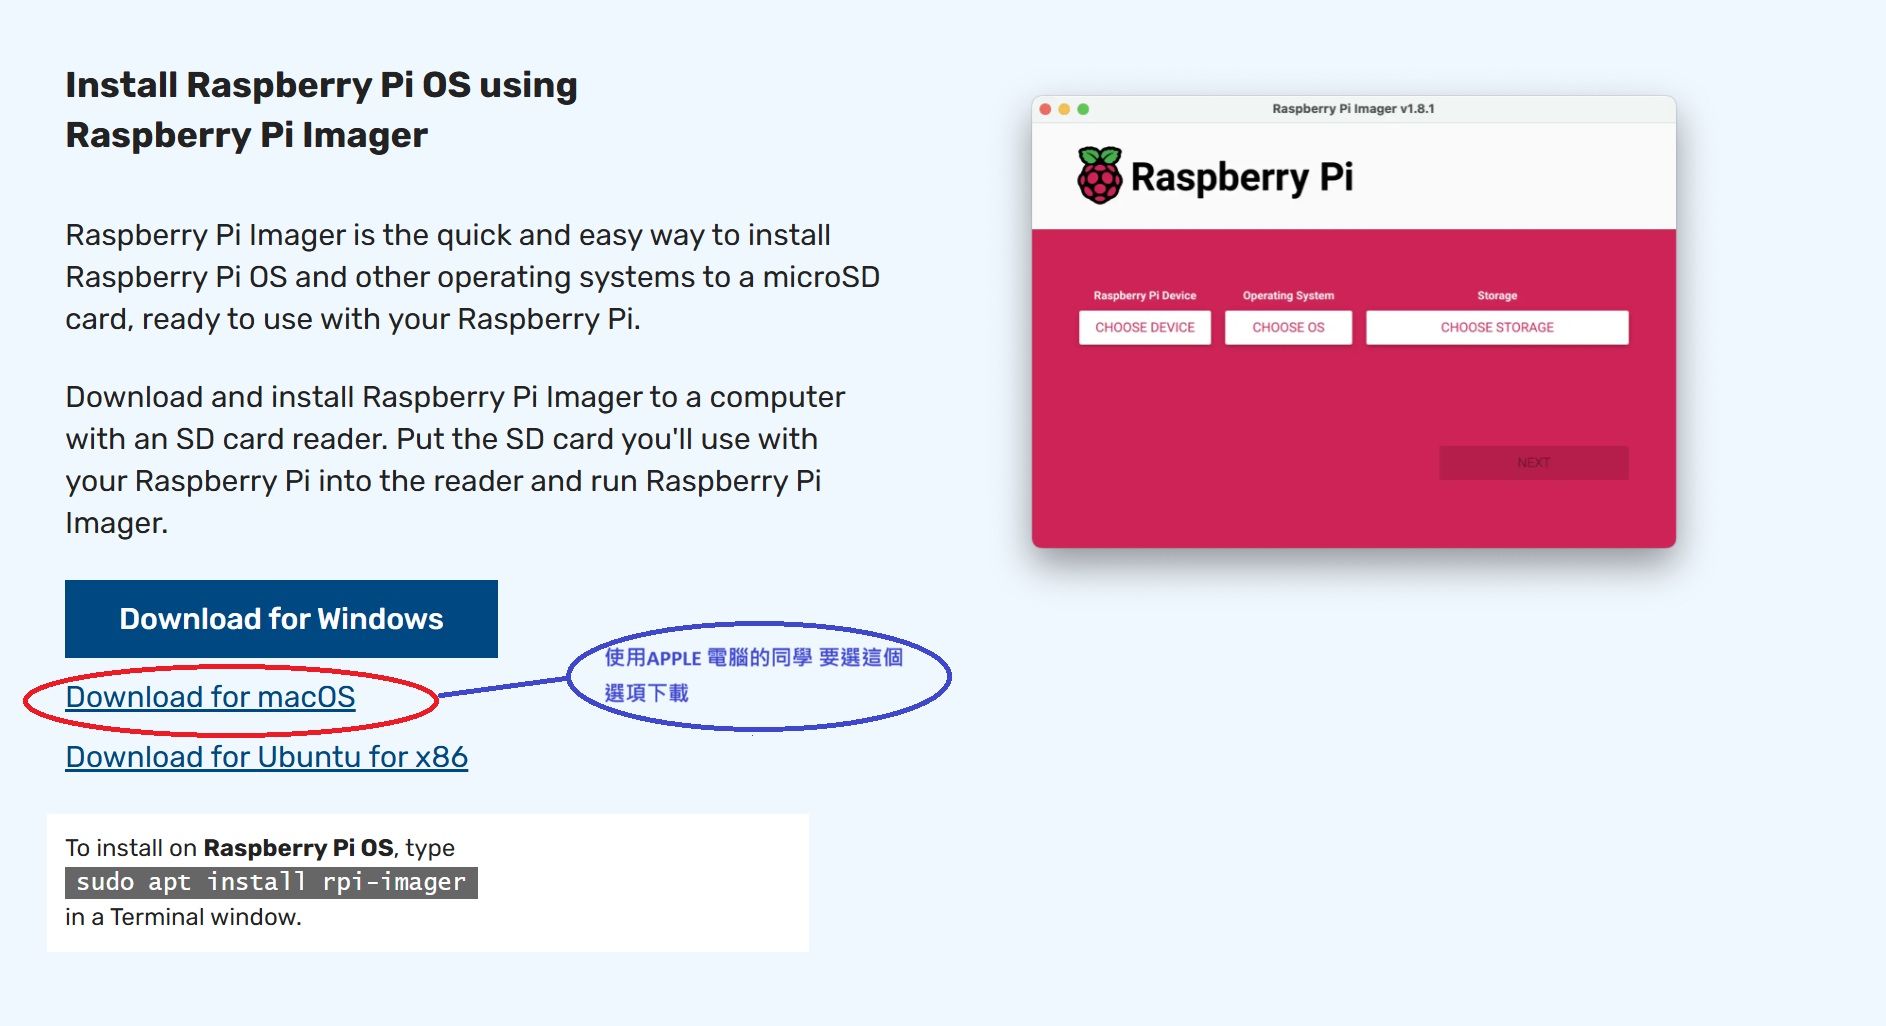 Install Raspberry Pi OS using
Raspberry Pi Imager
Raspberry Pi Imager is the quick and easy way to install
Raspberry Pi OS and other operating systems to a microSD
card, ready to use with your Raspberry Pi.
Download and install Raspberry Pi Imager to a computer
with an SD card reader. Put the SD card you'll use with
your Raspberry Pi into the reader and run Raspberry Pi
Imager.
Download for Windows
Download for macOS
使用APPLE 電腦的同學 要選這個
選項下載
Download for Ubuntu for x86
To install on Raspberry Pi OS, type
sudo apt install rpi-imager
in a Terminal window.
Raspberry Pi Imager v1.8.1
Raspberry Pi
Raspberry Pi Device
Operating System
Storage
CHOOSE DEVICE
CHOOSE OS
CHOOSE STORAGE
NEXT